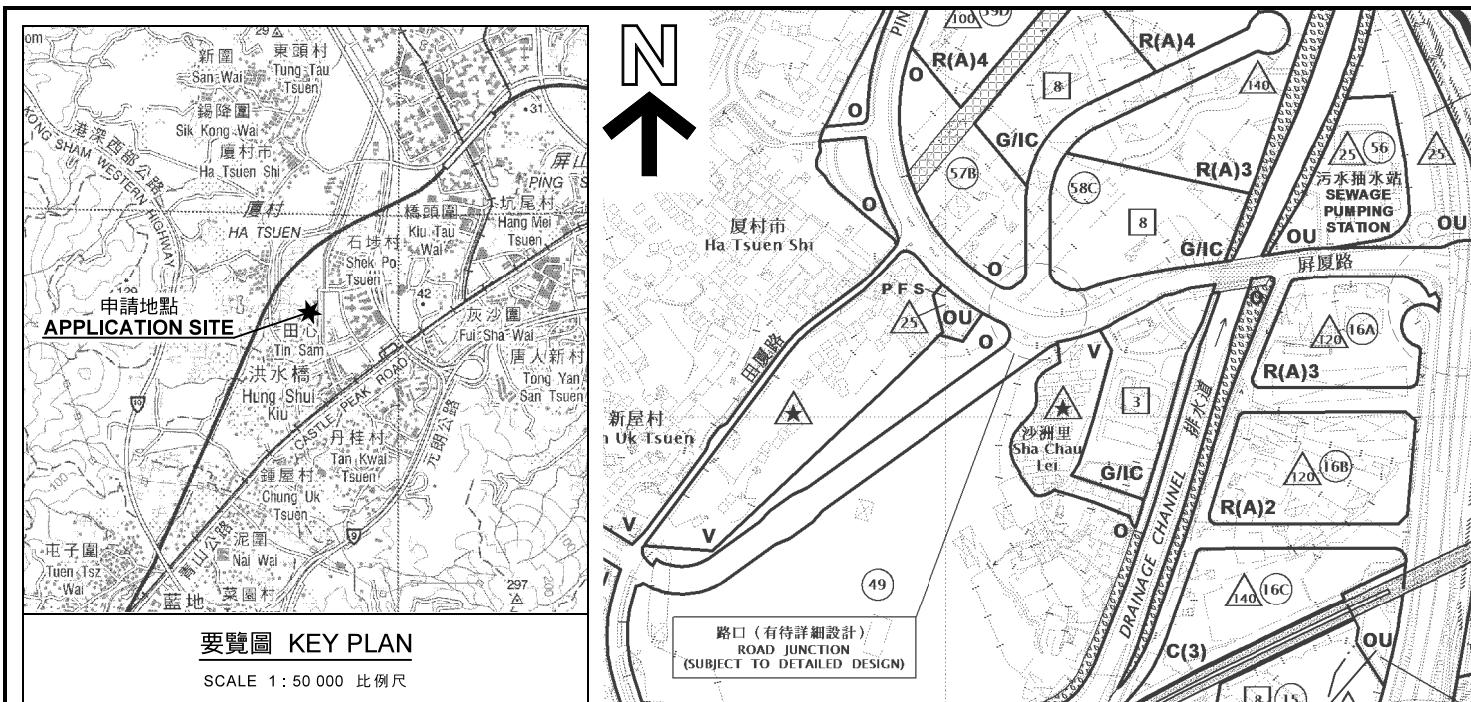 新圍
San Wai
東頭村
Tung Tau
Tsuen
31
錫降圍
Sik Kong Wai
港深西部公路
KONG SHAM WESTERN HIGHWAY
廈村市
Ha Tsuen Shi
屏山
PING S
廈村
HA TSUEN
橋頭圍
Kiu Tau
Wai
坑尾村
Hang Mei
Tsuen
石埗村
Shek Po
Tsuen
129
42
申請地點
APPLICATION SITE
田心
Tin Sam
灰沙圍
Fui Sha Wai
洪水橋
Hung Shui
Kiu
唐人新村
Tong Yan
San Tsuen
CASTLE PEAK ROAD
青山公路
丹桂村
Tan Kwai
Tsuen
元朗公路
鍾屋村
Chung Uk
Tsuen
9
泥圍
Nai Wai
屯子圍
Tuen Tsz
Wai
藍地
菜園村
297
要覽圖 KEY PLAN
SCALE 1 : 50 000 比例尺
N
PIN
100
39D
R(A)4
R(A)4
O
8
140
O
G/IC
57B
58C
R(A)3
25
56
25
污水抽水站
SEWAGE
PUMPING
STATION
O
8
G/IC
OU
OU
厦村市
Ha Tsuen Shi
屏厦路
O
P F S
25
OU
O
O
田厦路
V
120
16A
R(A)3
新屋村
n Uk Tsuen
3
沙洲里
Sha Chau
Lei
G/IC
排水道
DRAINAGE CHANNEL
120
16B
R(A)2
V
V
O
49
140
16C
C(3)
OU
路口（有待詳細設計）
ROAD JUNCTION
(SUBJECT TO DETAILED DESIGN)
8
15